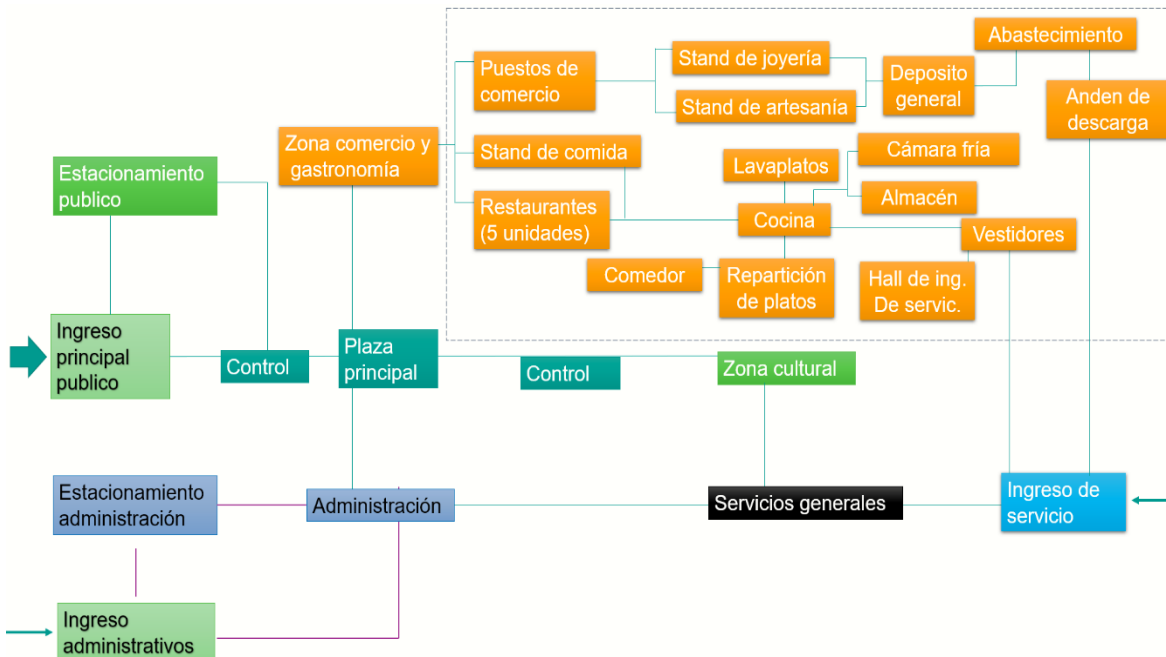 Abastecimiento
Puestos de
comercio
Stand de joyería
Deposito
general
Stand de artesanía
Anden de
descarga
Zona comercio y
gastronomía
Stand de comida
Lavaplatos
Cámara fría
Estacionamiento
publico
Almacén
Restaurantes
(5 unidades)
Cocina
Vestidores
Comedor
Repartición
de platos
Hall de ing.
De servic.
Ingreso
principal
publico
Control
Plaza
principal
Control
Zona cultural
Estacionamiento
administración
Administración
Servicios generales
Ingreso de
servicio
Ingreso
administrativos